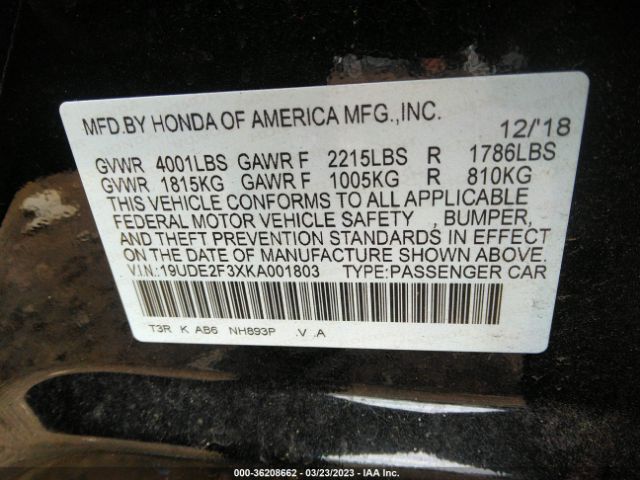 MFD.BY HONDA OF AMERICA MFG.,INC.
12/'18
GVWR 4001LBS GAWR F 2215LBS R 1786LBS
GVWR 1815KG GAWR F 1005KG R 810KG
THIS VEHICLE CONFORMS TO ALL APPLICABLE
FEDERAL MOTOR VEHICLE SAFETY , BUMPER,
AND THEFT PREVENTION STANDARDS IN EFFECT
ON THE DATE OF MANUFACTURE SHOWN ABOVE.
V.I.N:19UDE2F3XKA001803 TYPE:PASSENGER CAR
T3R K AB6 NH893P .V .A
000-36208662 — 03/23/2023 — IAA Inc.